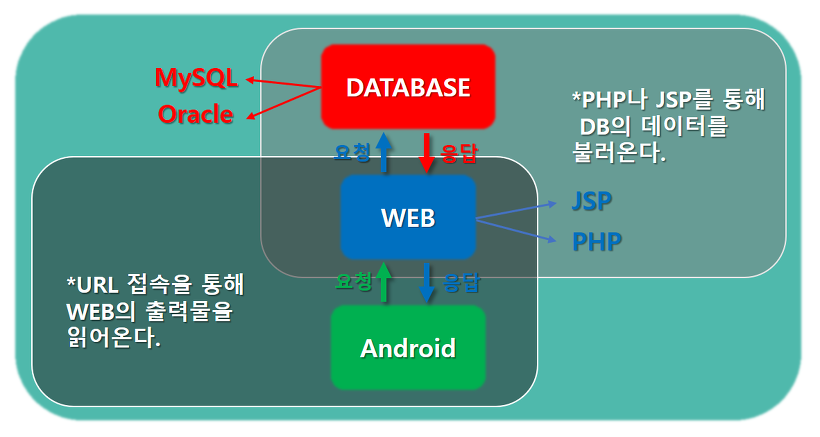 MySQL
Oracle
DATABASE
*PHP나 JSP를 통해
DB의 데이터를
불러온다.
요청
응답
WEB
JSP
PHP
*URL 접속을 통해
WEB의 출력물을
읽어온다.
요청
응답
Android